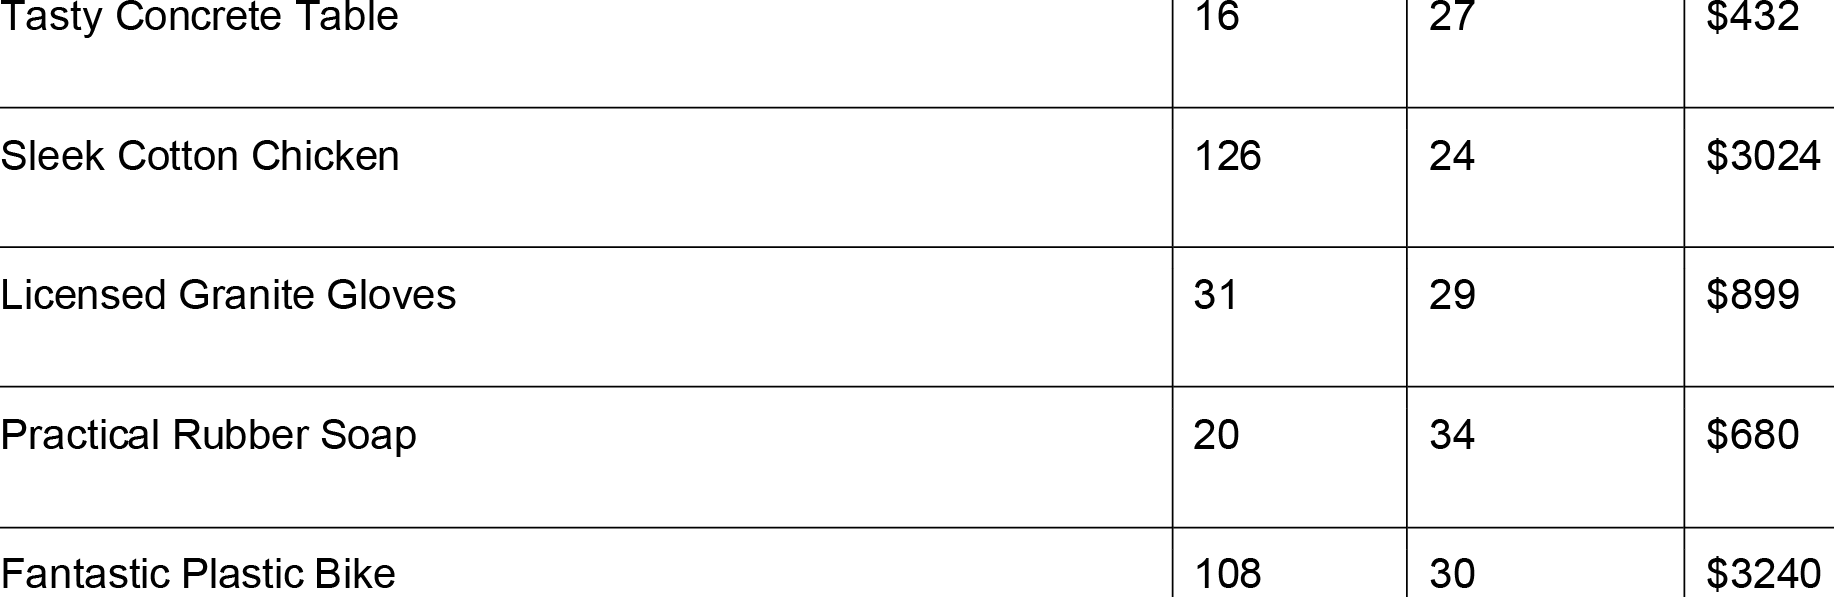 Tasty Concrete Table 16 27 $432
Sleek Cotton Chicken 126 24 $3024
Licensed Granite Gloves 31 29 $899
Practical Rubber Soap 20 34 $680
Fantastic Plastic Bike 108 30 $3240